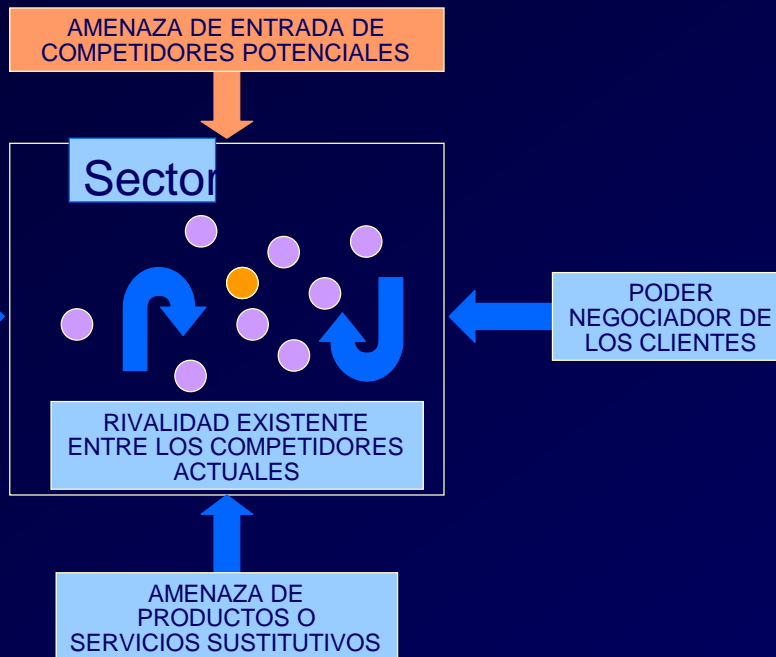 AMENAZA DE ENTRADA DE
COMPETIDORES POTENCIALES
Sector
PODER
NEGOCIADOR DE
LOS CLIENTES
RIVALIDAD EXISTENTE
ENTRE LOS COMPETIDORES
ACTUALES
AMENAZA DE
PRODUCTOS O
SERVICIOS SUSTITUTIVOS